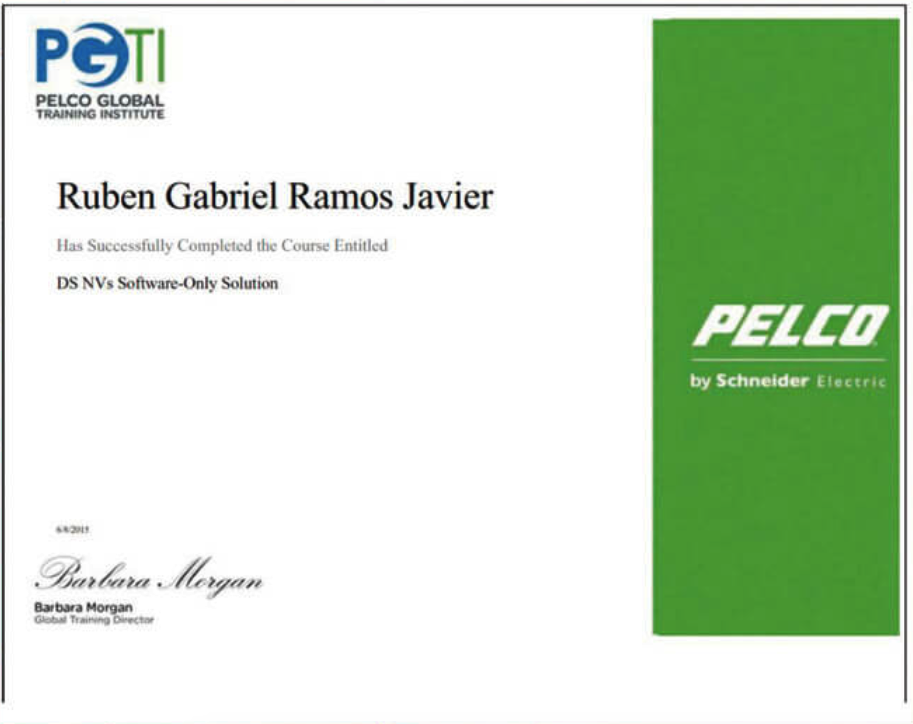 PGTI
PELCO GLOBAL
TRAINING INSTITUTE
Ruben Gabriel Ramos Javier
Has Successfully Completed the Course Entitled
DS NVs Software-Only Solution
PELCO
by Schneider Electric
6/8/2015
Barbara Morgan
Barbara Morgan
Global Training Director